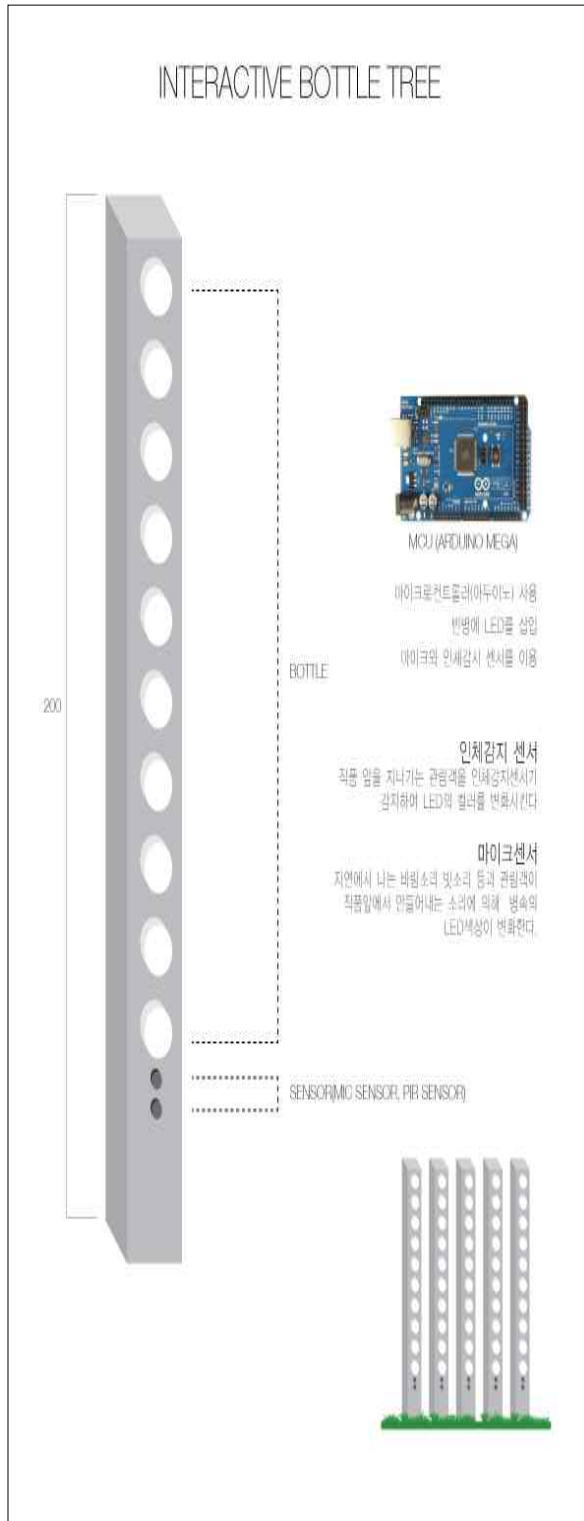 INTERACTIVE BOTTLE TREE
MCU (ARDUINO MEGA)
마이크로컨트롤러(아두이노) 사용
빈병에 LED를 삽입
마이크와 인체감지 센서를 이용
BOTTLE
200
인체감지 센서
작품 앞을 지나가는 관람객을 인체감지센서가
감지하여 LED의 컬러를 변화시킨다
마이크센서
자연에서 나는 바람소리 빗소리 등과 관람객이
작품앞에서 만들어내는 소리에 의해 병속의
LED색상이 변화한다.
SENSOR(MIC SENSOR, PIR SENSOR)